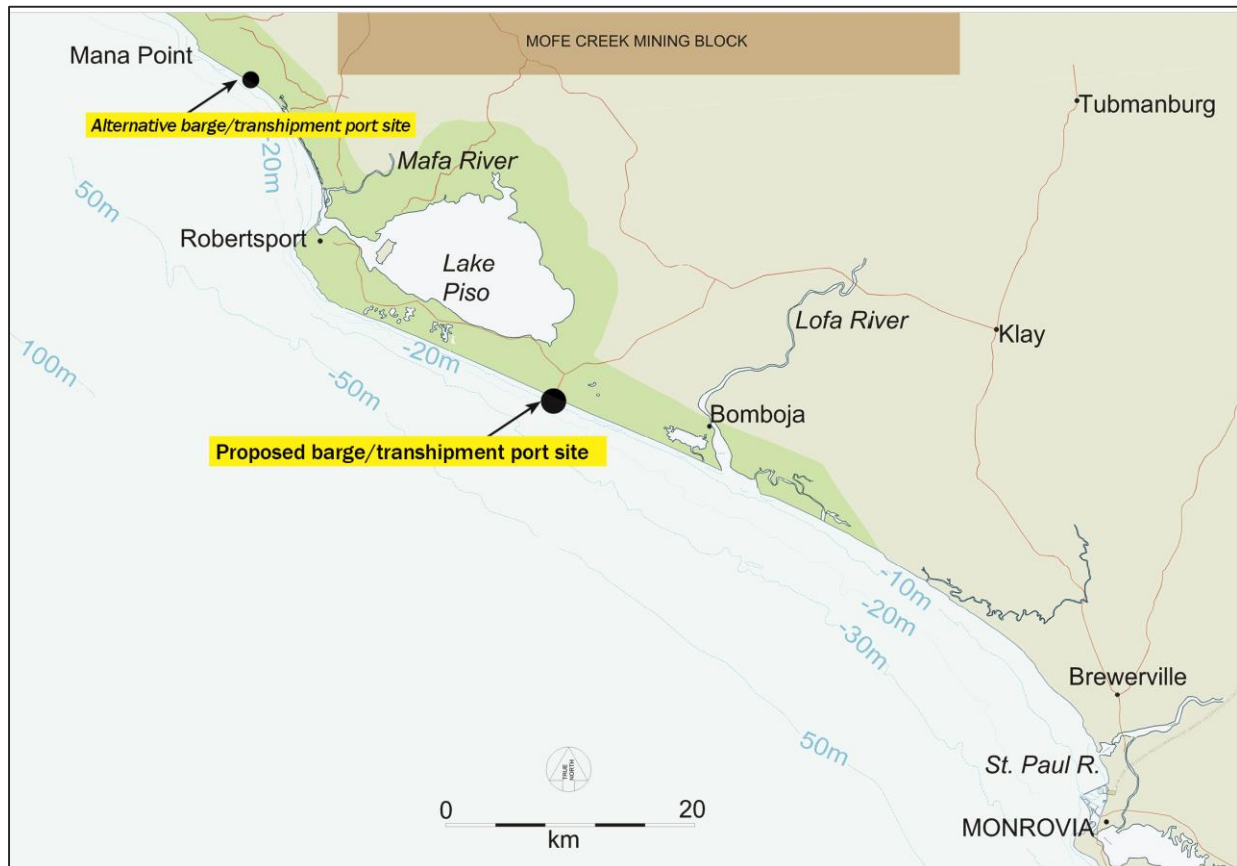 MOFE CREEK MINING BLOCK
Mana Point
Tubmanburg
Alternative barge/transhipment port site
-20m
Mafa River
50m
Robertsport
Lake
Piso
Lofa River
Klay
100m
-20m
-50m
Bomboja
Proposed barge/transhipment port site
-10m
-20m
-30m
Brewerville
50m
St. Paul R.
TRUE
NORTH
0 20
km
MONROVIA